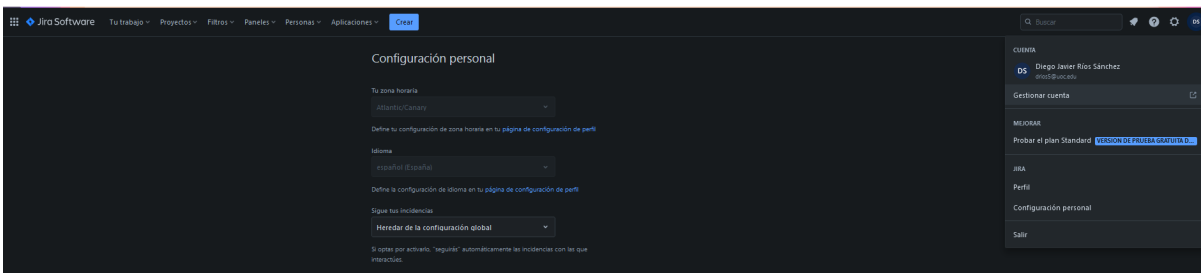 Jira Software Tu trabajo Proyectos Filtros Paneles Personas Aplicaciones Crear Buscar DS
Configuración personal
Tu zona horaria
Atlantic/Canary
Define tu configuración de zona horaria en tu página de configuración de perfil
Idioma
español (España)
Define la configuración de idioma en tu página de configuración de perfil
Sigue tus incidencias
Heredar de la configuración global
Si optas por activarlo, "seguirás" automáticamente las incidencias con las que
interactúes.
CUENTA
DS Diego Javier Ríos Sánchez
Gestionar cuenta
MEJORAR
Probar el plan Standard VERSIÓN DE PRUEBA GRATUITA D...
JIRA
Perfil
Configuración personal
Salir